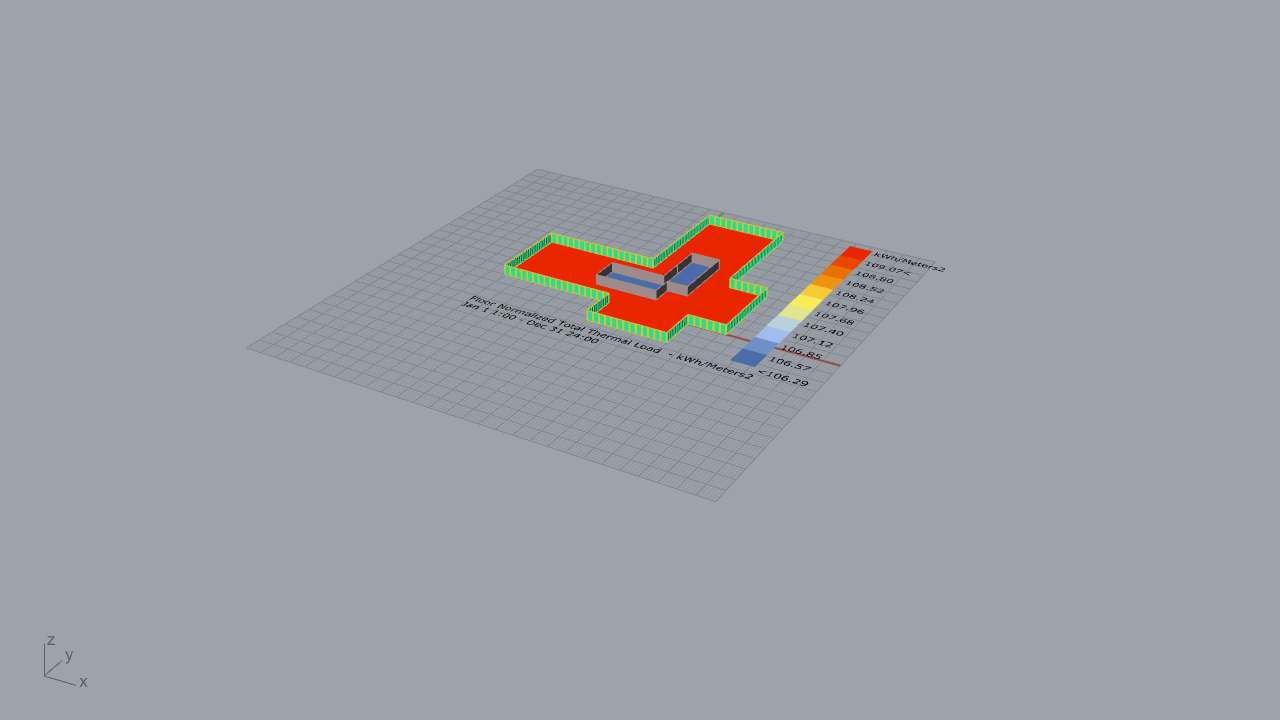 kWh/Meters2
109.07<
108.80
108.52
108.24
107.96
107.68
107.40
107.12
106.85
106.57
<106.29
Floor Normalized Total Thermal Load - kWh/Meters2
Jan 1 1:00 - Dec 31 24:00
z
y
x